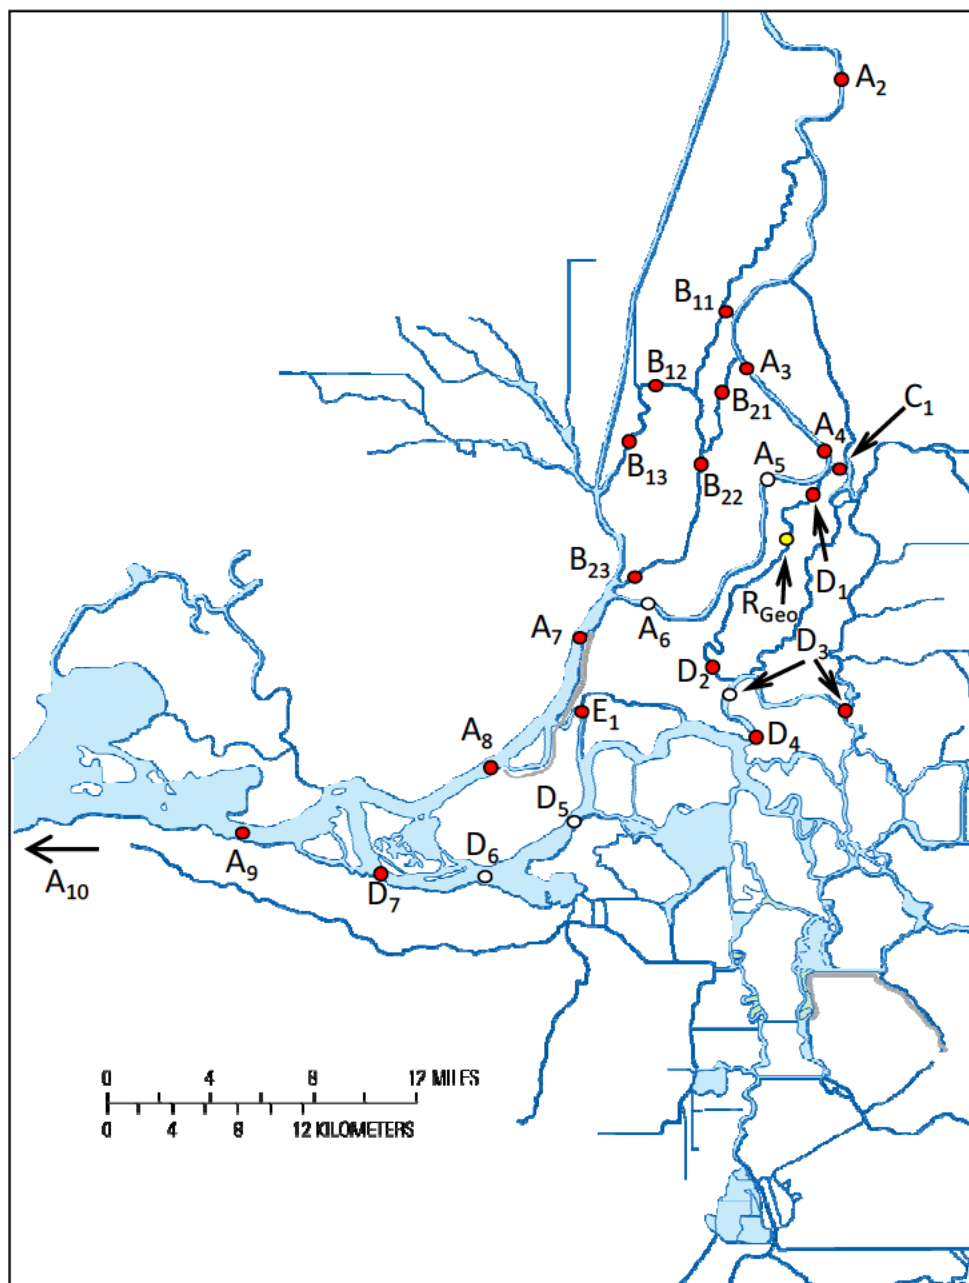 A₂
B₁₁
A₃
B₁₂
C₁
B₂₁
A₄
A₅
B₁₃
B₂₂
B₂₃
D₁
R_Geo
A₆
A₇
D₃
D₂
E₁
D₄
A₈
D₅
D₆
A₉
A₁₀
D₇
0 4 8 12 MILES
0 4 8 12 KILOMETERS